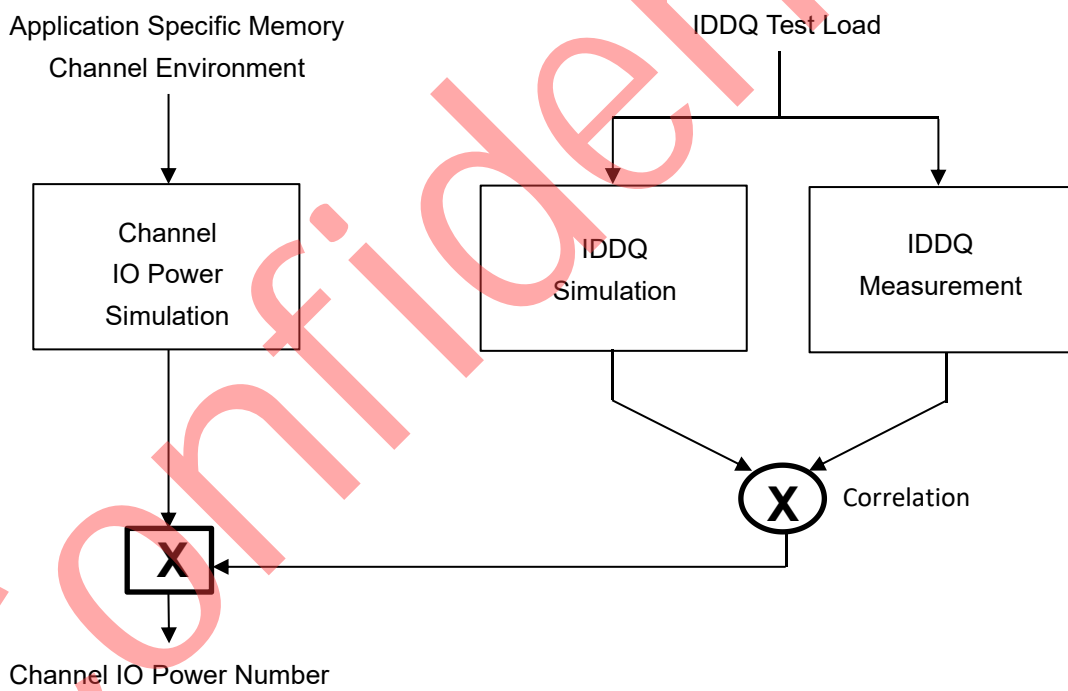 Application Specific Memory
Channel Environment
IDDQ Test Load
Channel
IO Power
Simulation
IDDQ
Simulation
IDDQ
Measurement
X
Correlation
X
Channel IO Power Number
Confiden